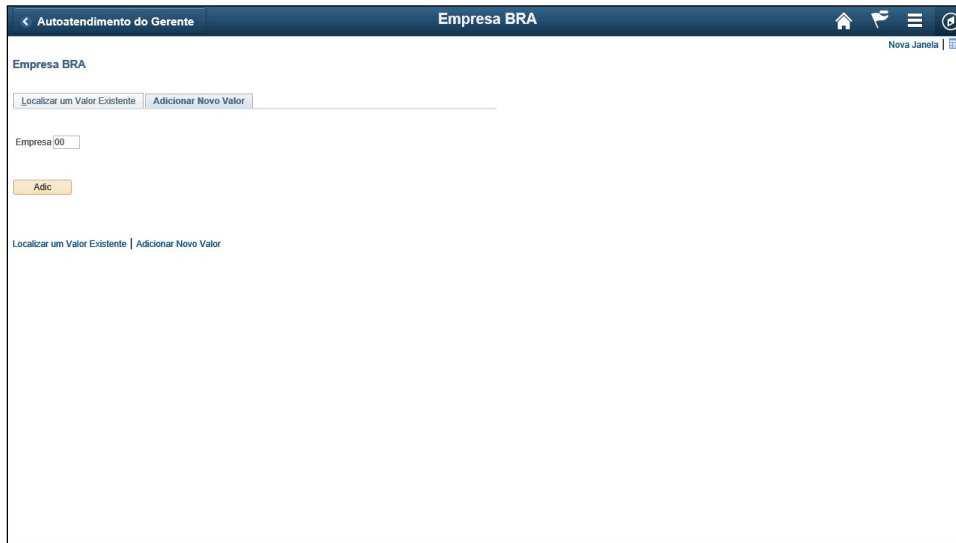 Autoatendimento do Gerente
Empresa BRA
Nova Janela |
Empresa BRA
Localizar um Valor Existente
Adicionar Novo Valor
Empresa 00
Adic
Localizar um Valor Existente | Adicionar Novo Valor